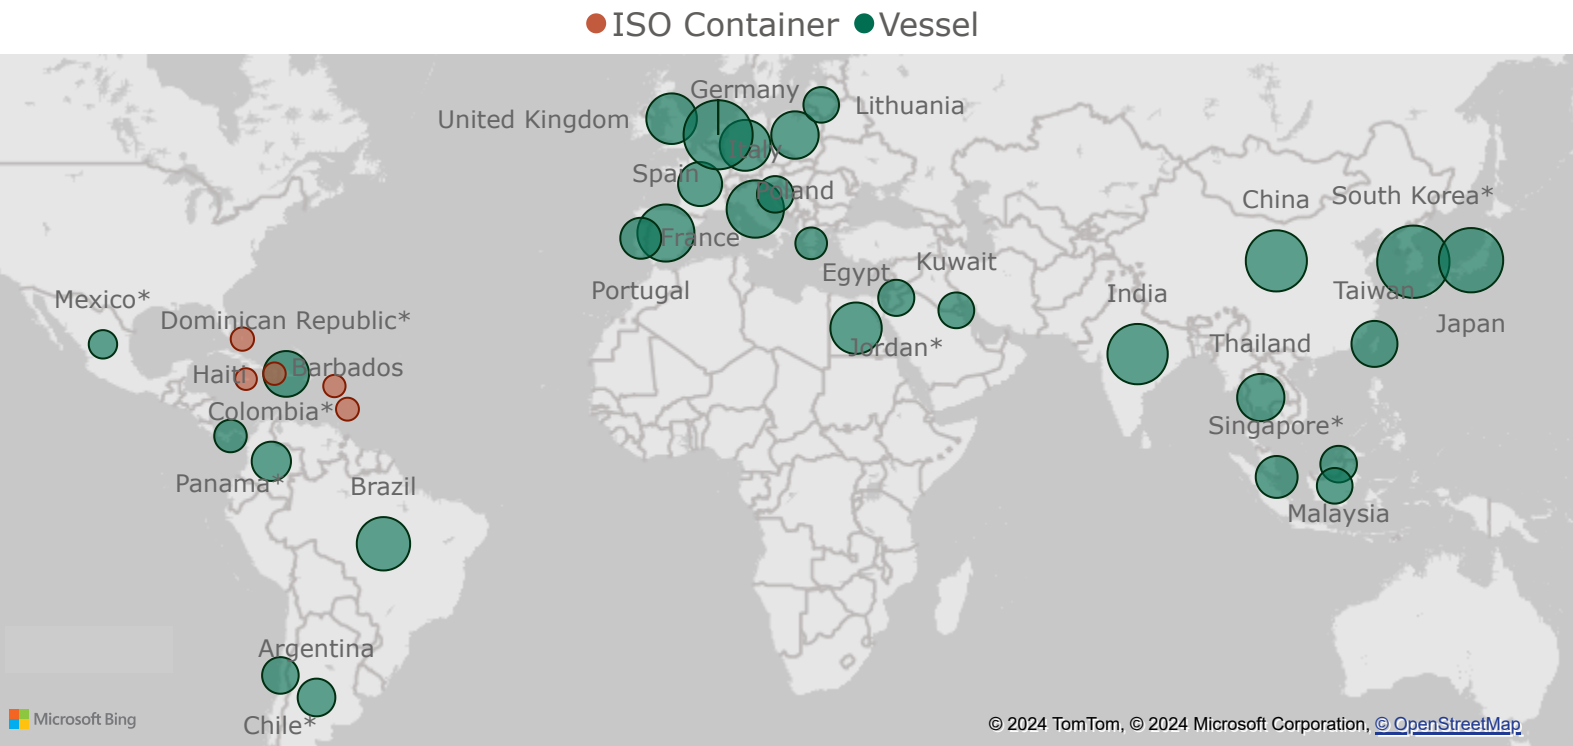 ISO Container Vessel
Germany
United Kingdom
Lithuania
Italy
Spain
Poland
China
South Korea*
France
Egypt
Kuwait
Portugal
India
Taiwan
Mexico*
Dominican Republic*
Japan
Jordan*
Thailand
Haiti
Barbados
Colombia*
Singapore*
Panama*
Brazil
Malaysia
Argentina
Chile*
Microsoft Bing
© 2024 TomTom, © 2024 Microsoft Corporation, © OpenStreetMap